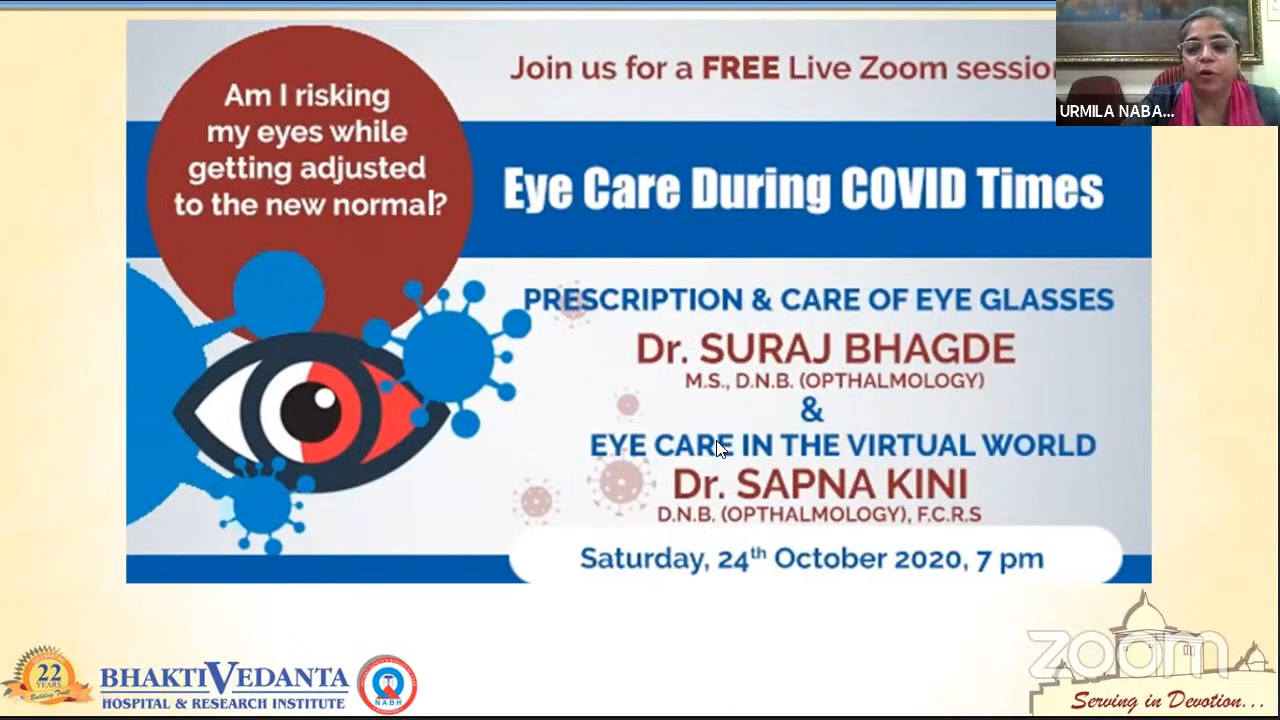 Join us for a FREE Live Zoom session
URMILA NABA...
Am I risking
my eyes while
getting adjusted
to the new normal?
Eye Care During COVID Times
PRESCRIPTION & CARE OF EYE GLASSES
Dr. SURAJ BHAGDE
M.S., D.N.B. (OPTHALMOLOGY)
&
EYE CARE IN THE VIRTUAL WORLD
Dr. SAPNA KINI
D.N.B. (OPTHALMOLOGY), F.C.R.S
Saturday, 24th October 2020, 7 pm
22
YEARS
Building Trust
BHAKTIVEDANTA
HOSPITAL & RESEARCH INSTITUTE
NABH
zoom
Serving in Devotion...